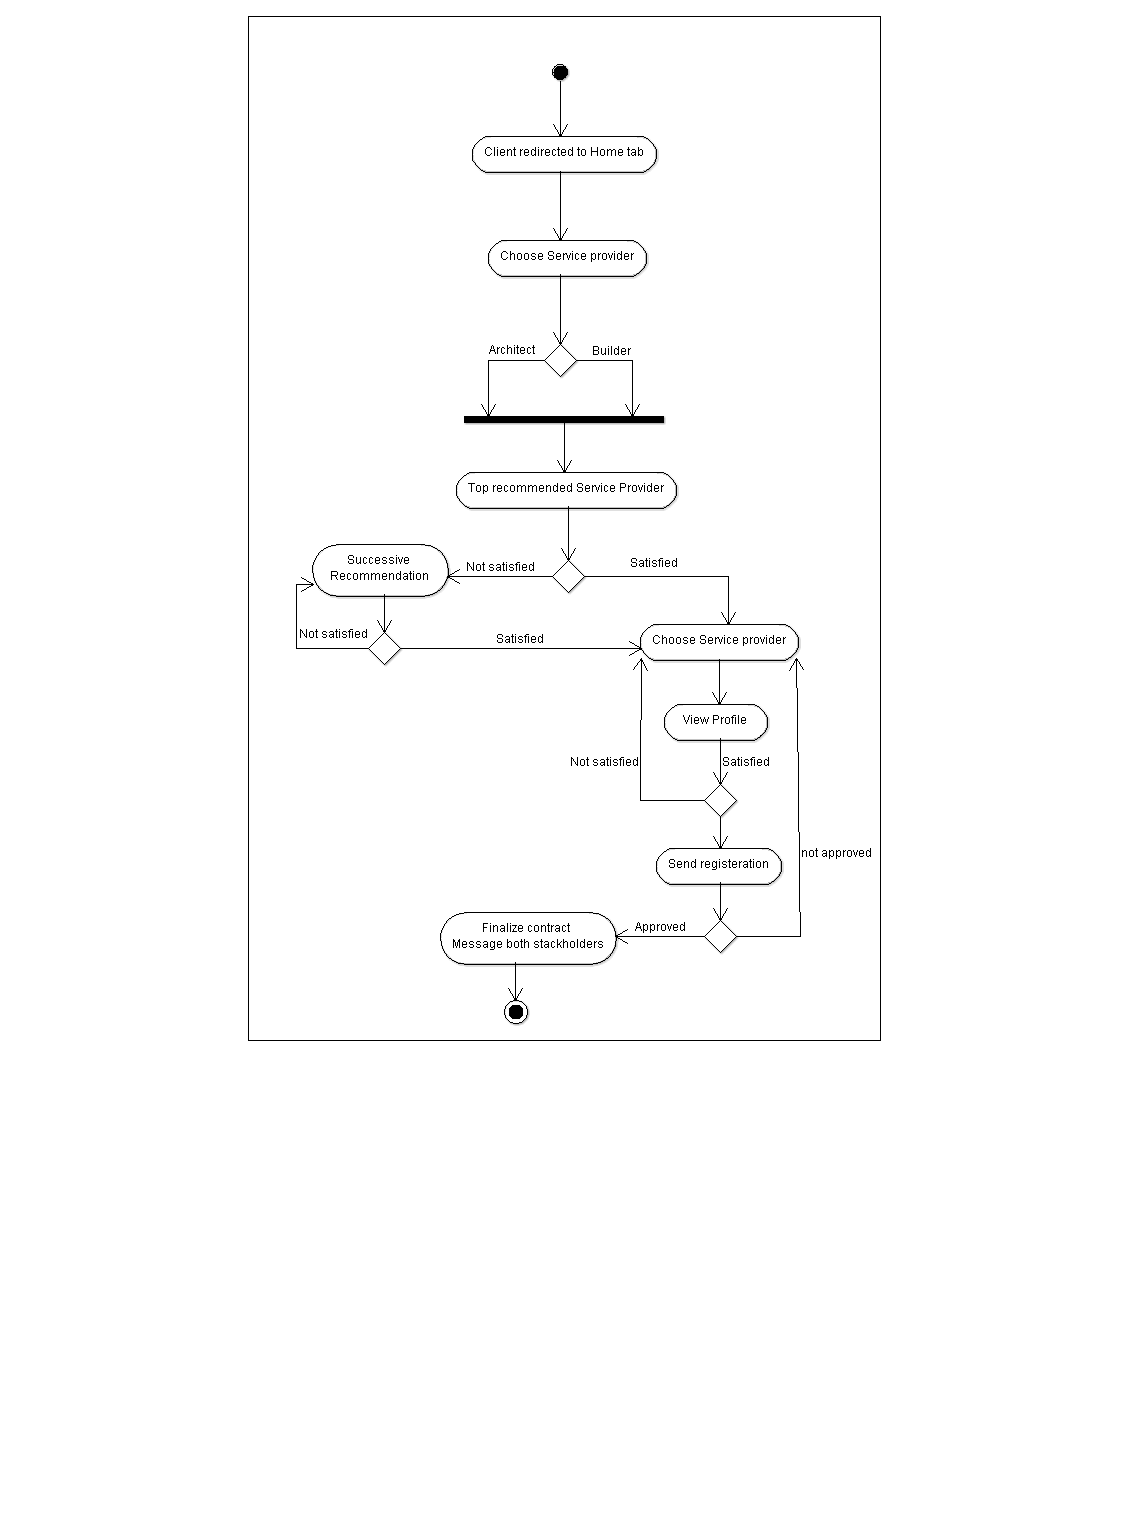 Client redirected to Home tab
Choose Service provider
Architect
Builder
Top recommended Service Provider
Successive
Recommendation
Not satisfied
Satisfied
Not satisfied
Satisfied
Choose Service provider
View Profile
Not satisfied
Satisfied
Send registeration
not approved
Finalize contract
Message both stackholders
Approved